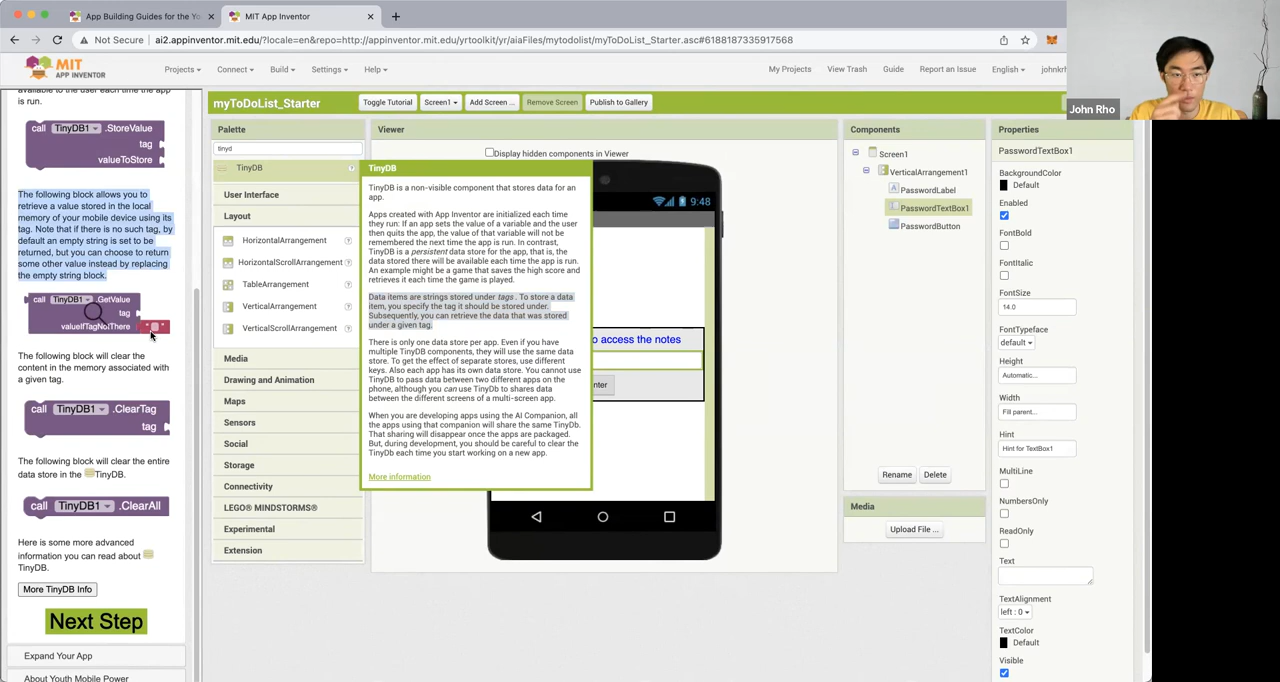 App Building Guides for the Yo
MIT App Inventor
Not Secure
ai2.appinventor.mit.edu/?locale=en&repo=http://appinventor.mit.edu/yrtoolkit/yr/aiaFiles/mytodolist/myToDoList_Starter.asc#6188187335917568
MIT
APP INVENTOR
Projects
Connect
Build
Settings
Help
My Projects
View Trash
Guide
Report an Issue
English
johnkrh
John Rho
myToDoList_Starter
Toggle Tutorial
Screen1
Add Screen ...
Remove Screen
Publish to Gallery
available to the user each time the app
is run.
call TinyDB1 .StoreValue
tag
valueToStore
The following block allows you to
retrieve a value stored in the local
memory of your mobile device using its
tag. Note that if there is no such tag, by
default an empty string is set to be
returned, but you can choose to return
some other value instead by replacing
the empty string block.
call TinyDB1 .GetValue
tag
valueIfTagNotThere " "
The following block will clear the
content in the memory associated with
a given tag.
call TinyDB1 .ClearTag
tag
The following block will clear the entire
data store in the TinyDB.
call TinyDB1 .ClearAll
Here is some more advanced
information you can read about
TinyDB.
More TinyDB Info
Next Step
Expand Your App
About Youth Mobile Power
Palette
tinyd
TinyDB
User Interface
Layout
HorizontalArrangement
HorizontalScrollArrangement
TableArrangement
VerticalArrangement
VerticalScrollArrangement
Media
Drawing and Animation
Maps
Sensors
Social
Storage
Connectivity
LEGO® MINDSTORMS®
Experimental
Extension
Viewer
Display hidden components in Viewer
TinyDB
TinyDB is a non-visible component that stores data for an
app.
Apps created with App Inventor are initialized each time
they run: If an app sets the value of a variable and the user
then quits the app, the value of that variable will not be
remembered the next time the app is run. In contrast,
TinyDB is a persistent data store for the app, that is, the
data stored there will be available each time the app is run.
An example might be a game that saves the high score and
retrieves it each time the game is played.
Data items are strings stored under tags . To store a data
item, you specify the tag it should be stored under.
Subsequently, you can retrieve the data that was stored
under a given tag.
There is only one data store per app. Even if you have
multiple TinyDB components, they will use the same data
store. To get the effect of separate stores, use different
keys. Also each app has its own data store. You cannot use
TinyDB to pass data between two different apps on the
phone, although you can use TinyDb to shares data
between the different screens of a multi-screen app.
When you are developing apps using the AI Companion, all
the apps using that companion will share the same TinyDb.
That sharing will disappear once the apps are packaged.
But, during development, you should be careful to clear the
TinyDb each time you start working on a new app.
More information
9:48
o access the notes
nter
Components
Screen1
VerticalArrangement1
PasswordLabel
PasswordTextBox1
PasswordButton
Rename
Delete
Media
Upload File ...
Properties
PasswordTextBox1
BackgroundColor
Default
Enabled
FontBold
FontItalic
FontSize
14.0
FontTypeface
default
Height
Automatic...
Width
Fill parent...
Hint
Hint for TextBox1
MultiLine
NumbersOnly
ReadOnly
Text
TextAlignment
left : 0
TextColor
Default
Visible